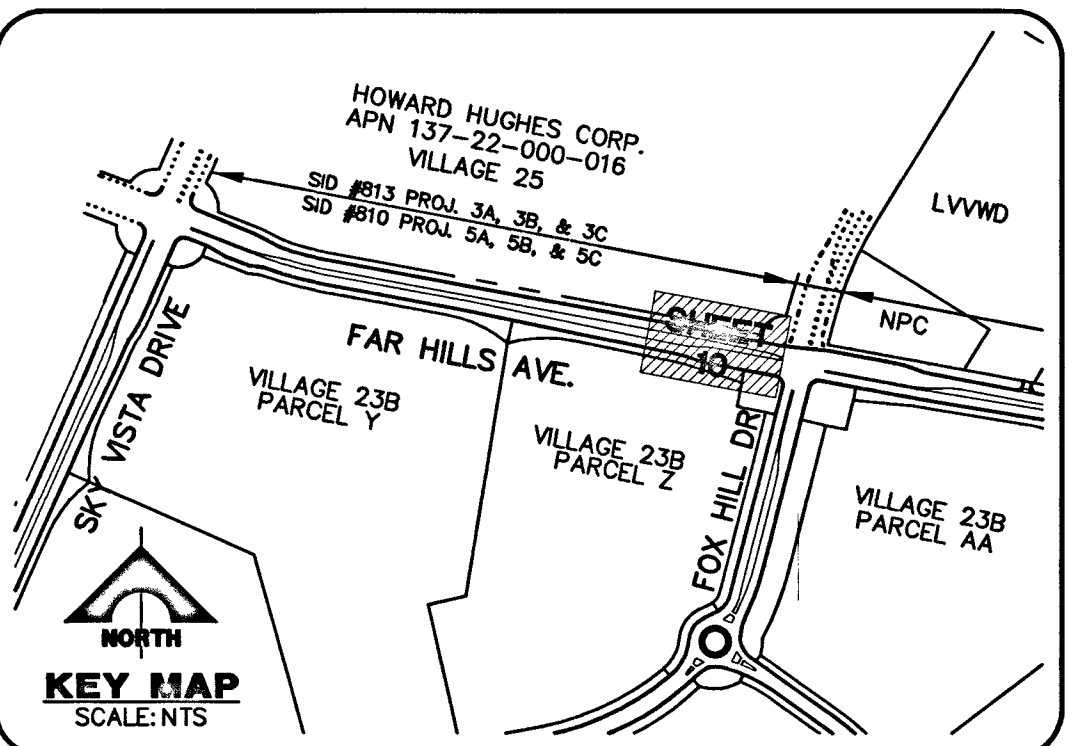 HOWARD HUGHES CORP.
APN 137-22-000-016
VILLAGE 25
SID #813 PROJ. 3A, 3B, & 3C
SID #810 PROJ. 5A, 5B, & 5C
LVVWD
NPC
SHEET
10
FAR HILLS AVE.
SKY VISTA DRIVE
VILLAGE 23B
PARCEL Y
VILLAGE 23B
PARCEL Z
FOX HILL DR
VILLAGE 23B
PARCEL AA
NORTH
KEY MAP
SCALE: NTS